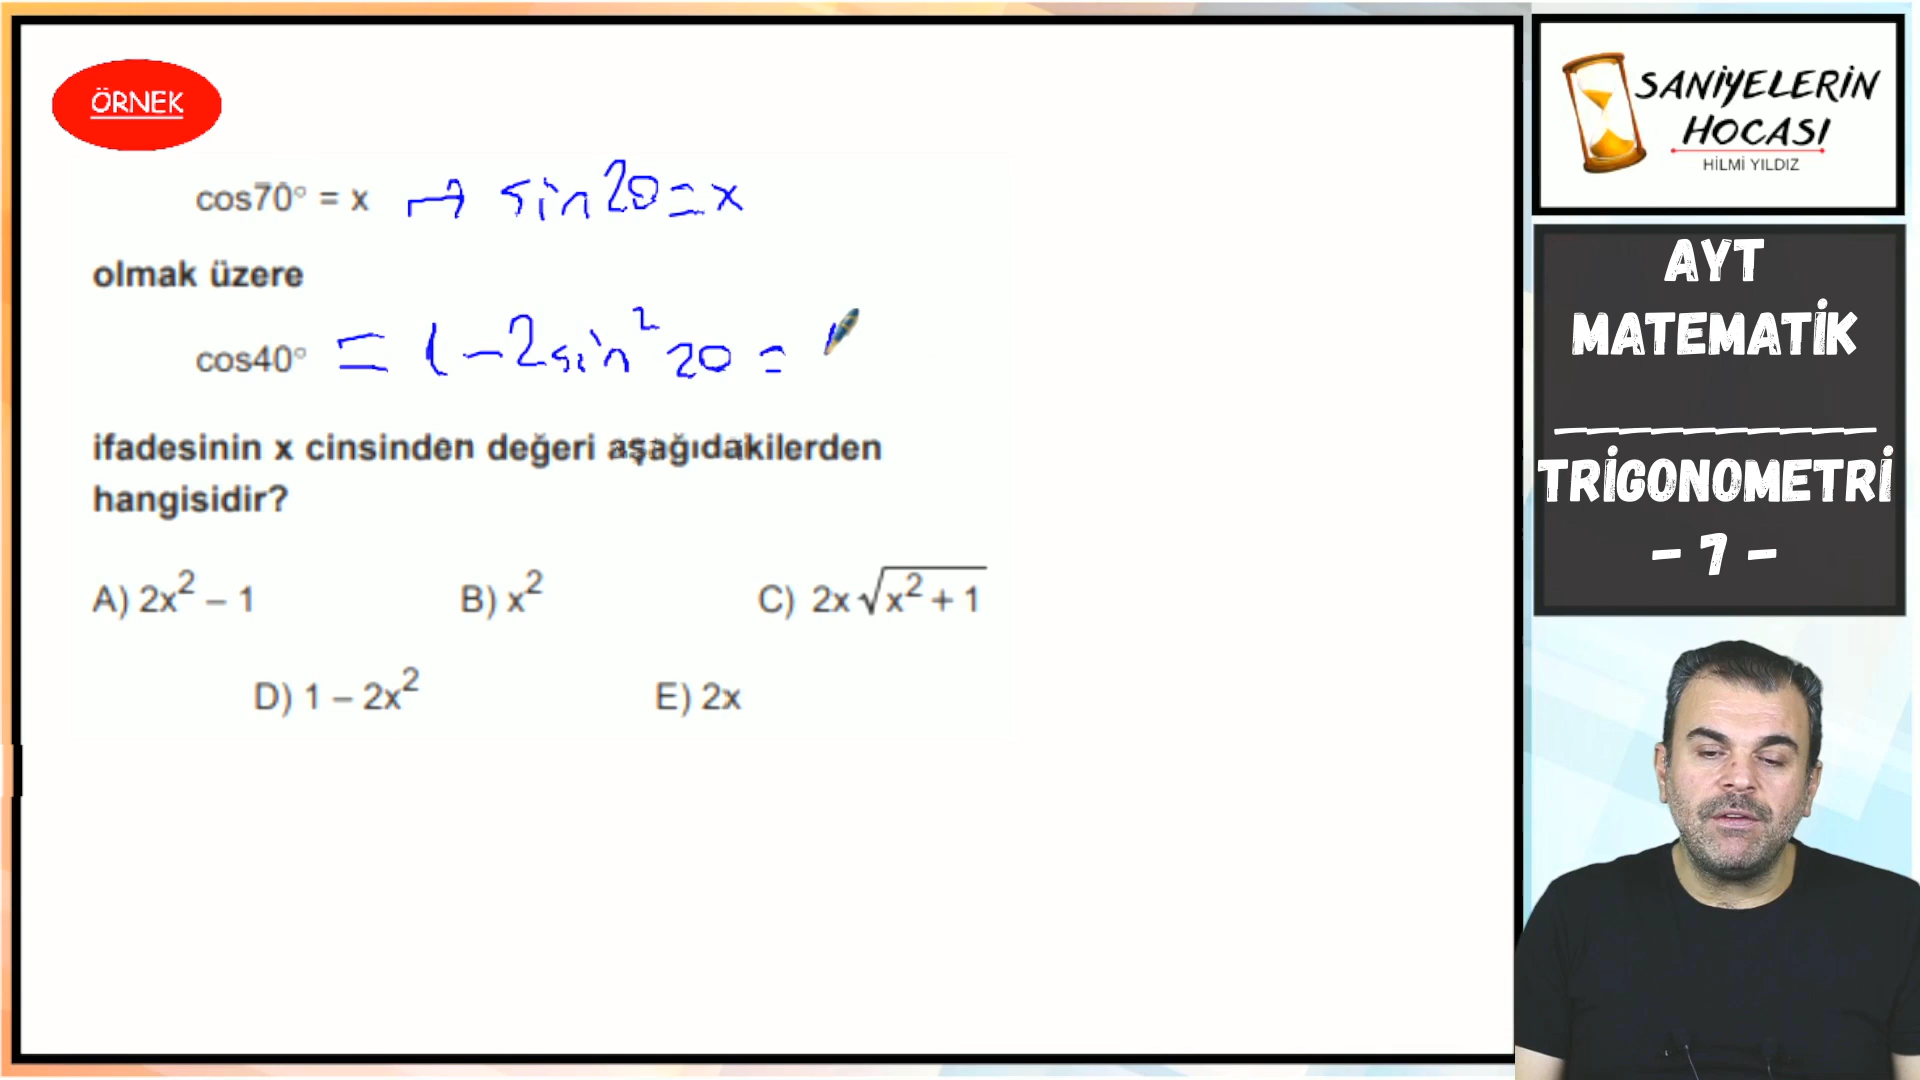 ÖRNEK
cos70° = x → sin20=x
olmak üzere
cos40° = 1-2sin²20 =
ifadesinin x cinsinden değeri aşağıdakilerden
hangisidir?
A) 2x² – 1 B) x² C) 2x√(x² + 1)
D) 1 – 2x² E) 2x
SANİYELERİN
HOCASI
HİLMİ YILDIZ
AYT
MATEMATİK
TRİGONOMETRİ
- 7 -